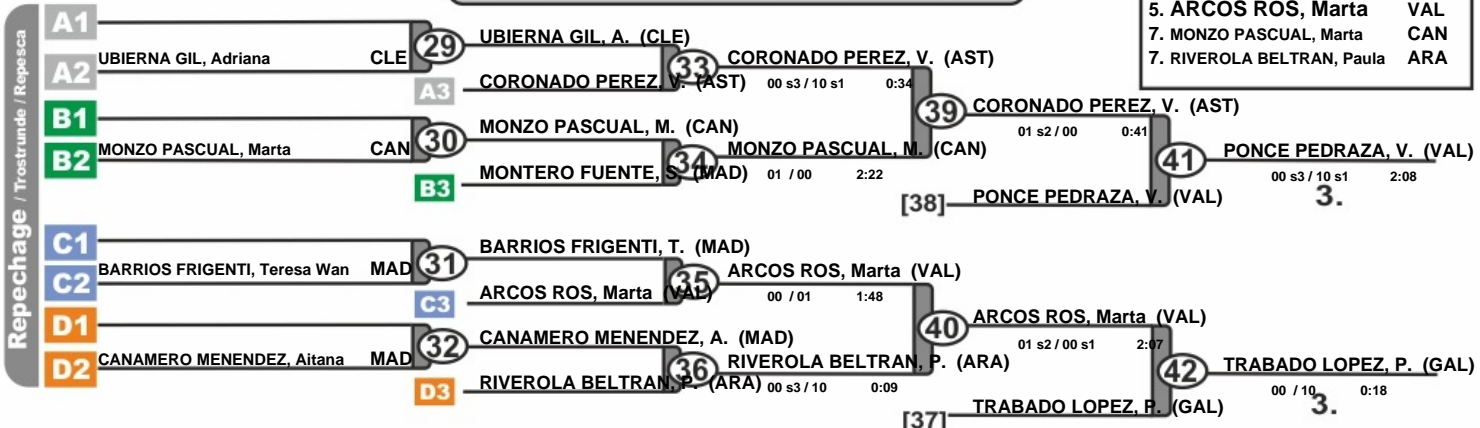 5. ARCOS ROS, Marta VAL
7. MONZO PASCUAL, Marta CAN
7. RIVEROLA BELTRAN, Paula ARA
Repechage / Trostrunde / Repesca
A1
A2 UBIERNA GIL, Adriana CLE
29 UBIERNA GIL, A. (CLE)
A3 CORONADO PEREZ, V. (AST)
33 CORONADO PEREZ, V. (AST)
00 s3 / 10 s1 0:34
B1
B2 MONZO PASCUAL, Marta CAN
30 MONZO PASCUAL, M. (CAN)
B3 MONTERO FUENTE, S. (MAD)
34 MONZO PASCUAL, M. (CAN)
01 / 00 2:22
39 CORONADO PEREZ, V. (AST)
01 s2 / 00 0:41
[38] PONCE PEDRAZA, V. (VAL)
41 PONCE PEDRAZA, V. (VAL)
00 s3 / 10 s1 2:08
3.
C1
C2 BARRIOS FRIGENTI, Teresa Wan MAD
31 BARRIOS FRIGENTI, T. (MAD)
C3 ARCOS ROS, Marta (VAL)
35 ARCOS ROS, Marta (VAL)
00 / 01 1:48
D1
D2 CANAMERO MENENDEZ, Aitana MAD
32 CANAMERO MENENDEZ, A. (MAD)
D3 RIVEROLA BELTRAN, P. (ARA)
36 RIVEROLA BELTRAN, P. (ARA)
00 s3 / 10 0:09
40 ARCOS ROS, Marta (VAL)
01 s2 / 00 s1 2:07
[37] TRABADO LOPEZ, P. (GAL)
42 TRABADO LOPEZ, P. (GAL)
00 / 10 0:18
3.